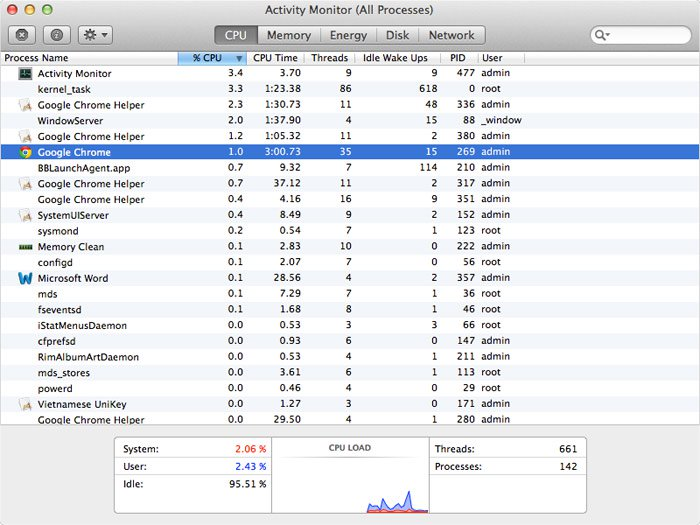 Activity Monitor (All Processes)
CPU Memory Energy Disk Network
Process Name % CPU CPU Time Threads Idle Wake Ups PID User
Activity Monitor 3.4 3.70 9 9 477 admin
kernel_task 3.3 1:23.38 86 618 0 root
Google Chrome Helper 2.3 1:30.73 11 48 336 admin
WindowServer 2.0 1:37.90 4 15 88 _window
Google Chrome Helper 1.2 1:05.32 11 2 380 admin
Google Chrome 1.0 3:00.73 35 15 269 admin
BBLaunchAgent.app 0.7 9.32 7 114 210 admin
Google Chrome Helper 0.7 37.12 11 2 317 admin
Google Chrome Helper 0.4 4.16 16 9 351 admin
SystemUIServer 0.4 8.49 9 2 152 admin
sysmond 0.2 0.54 7 1 123 root
Memory Clean 0.1 2.83 10 0 222 admin
configd 0.1 2.07 7 0 56 root
Microsoft Word 0.1 28.56 4 2 357 admin
mds 0.1 7.29 7 1 36 root
fseventsd 0.1 1.68 8 1 46 root
iStatMenusDaemon 0.0 0.53 3 3 66 root
cfprefsd 0.0 0.93 6 0 147 admin
RimAlbumArtDaemon 0.0 0.53 4 1 211 admin
mds_stores 0.0 3.61 6 1 113 root
powerd 0.0 0.46 4 0 29 root
Vietnamese UniKey 0.0 1.27 3 0 171 admin
Google Chrome Helper 0.0 29.50 4 1 280 admin
System: 2.06 % CPU LOAD Threads: 661
User: 2.43 % Processes: 142
Idle: 95.51 %